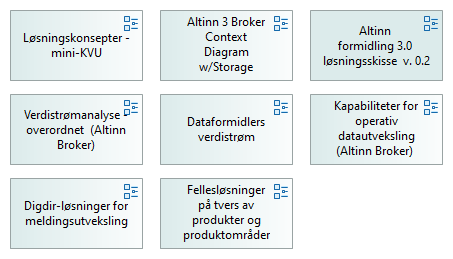 Løsningskonsepter -
mini-KVU
Altinn 3 Broker
Context
Diagram
w/Storage
Altinn
formidling 3.0
løsningsskisse v. 0.2
Verdistrømanalyse -
overordnet (Altinn
Broker)
Dataformidlers
verdistrøm
Kapabiliteter for
operativ
datautveksling
(Altinn Broker)
Digdir-løsninger for
meldingsutveksling
Fellesløsninger
på tvers av
produkter og
produktområder